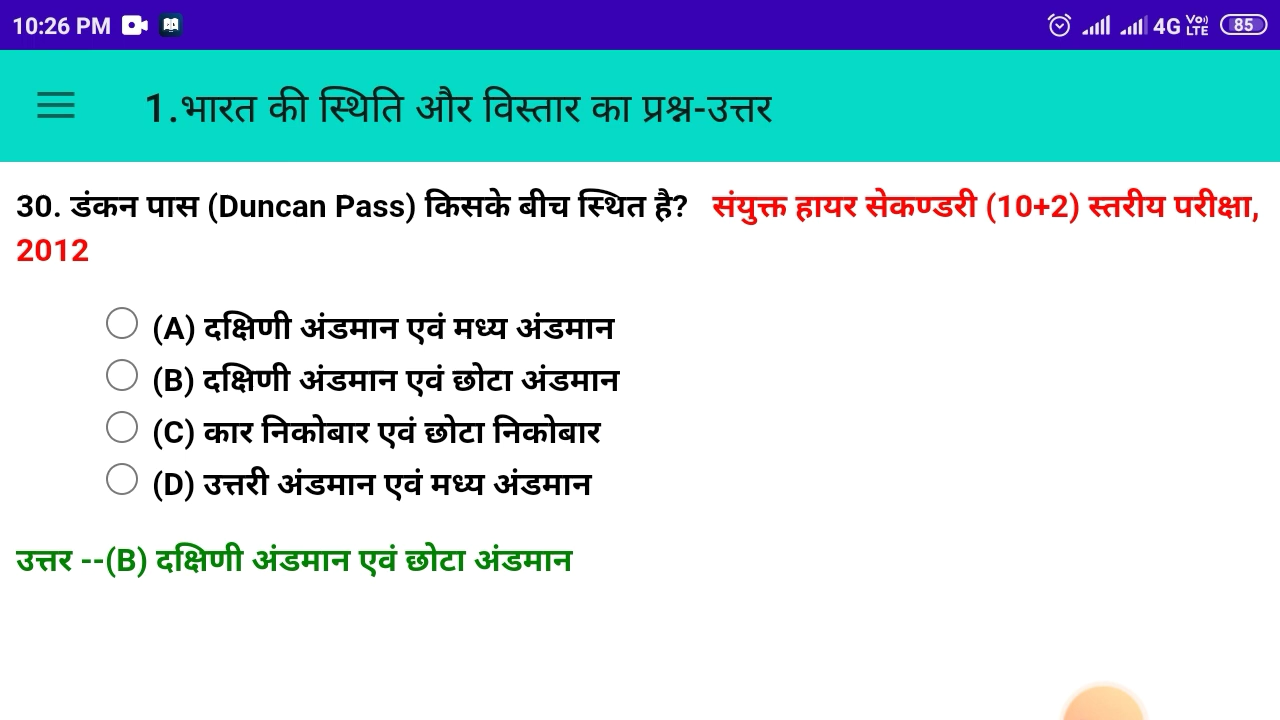 10:26 PM 4G Vo) LTE 85
1.भारत की स्थिति और विस्तार का प्रश्न-उत्तर
30. डंकन पास (Duncan Pass) किसके बीच स्थित है? संयुक्त हायर सेकण्डरी (10+2) स्तरीय परीक्षा,
2012
(A) दक्षिणी अंडमान एवं मध्य अंडमान
(B) दक्षिणी अंडमान एवं छोटा अंडमान
(C) कार निकोबार एवं छोटा निकोबार
(D) उत्तरी अंडमान एवं मध्य अंडमान
उत्तर --(B) दक्षिणी अंडमान एवं छोटा अंडमान